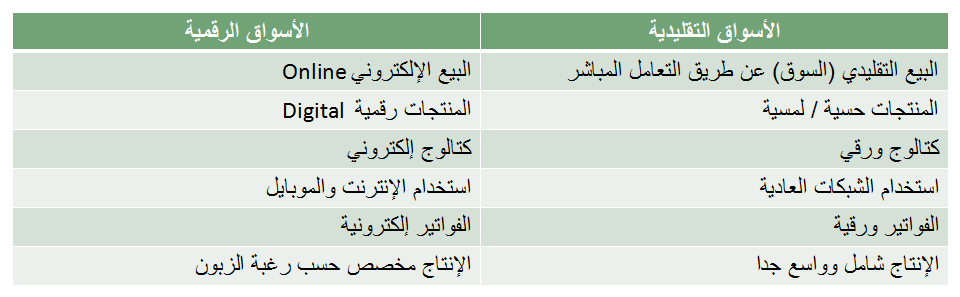 الأسواق التقليدية الأسواق الرقمية
البيع التقليدي (السوق) عن طريق التعامل المباشر البيع الإلكتروني Online
المنتجات حسية / لمسية المنتجات رقمية Digital
كتالوج ورقي كتالوج إلكتروني
استخدام الشبكات العادية استخدام الإنترنت والموبايل
الفواتير ورقية الفواتير إلكترونية
الإنتاج شامل وواسع جدا الإنتاج مخصص حسب رغبة الزبون